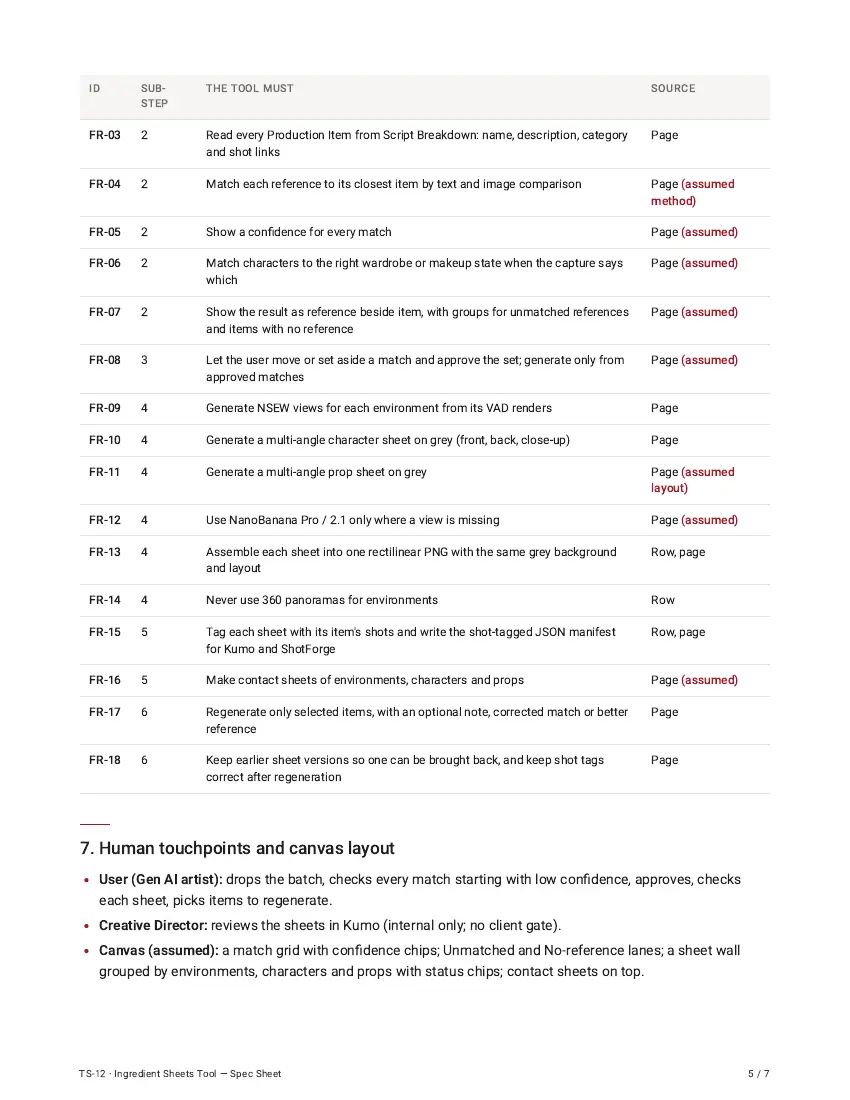 ID SUB- THE TOOL MUST SOURCE
STEP
FR-03 2 Read every Production Item from Script Breakdown: name, description, category Page
and shot links
FR-04 2 Match each reference to its closest item by text and image comparison Page (assumed
method)
FR-05 2 Show a confidence for every match Page (assumed)
FR-06 2 Match characters to the right wardrobe or makeup state when the capture says Page (assumed)
which
FR-07 2 Show the result as reference beside item, with groups for unmatched references Page (assumed)
and items with no reference
FR-08 3 Let the user move or set aside a match and approve the set; generate only from Page (assumed)
approved matches
FR-09 4 Generate NSEW views for each environment from its VAD renders Page
FR-10 4 Generate a multi-angle character sheet on grey (front, back, close-up) Page
FR-11 4 Generate a multi-angle prop sheet on grey Page (assumed
layout)
FR-12 4 Use NanoBanana Pro / 2.1 only where a view is missing Page (assumed)
FR-13 4 Assemble each sheet into one rectilinear PNG with the same grey background Row, page
and layout
FR-14 4 Never use 360 panoramas for environments Row
FR-15 5 Tag each sheet with its item's shots and write the shot-tagged JSON manifest Row, page
for Kumo and ShotForge
FR-16 5 Make contact sheets of environments, characters and props Page (assumed)
FR-17 6 Regenerate only selected items, with an optional note, corrected match or better Page
reference
FR-18 6 Keep earlier sheet versions so one can be brought back, and keep shot tags Page
correct after regeneration
7. Human touchpoints and canvas layout
• User (Gen AI artist): drops the batch, checks every match starting with low confidence, approves, checks
each sheet, picks items to regenerate.
• Creative Director: reviews the sheets in Kumo (internal only; no client gate).
• Canvas (assumed): a match grid with confidence chips; Unmatched and No-reference lanes; a sheet wall
grouped by environments, characters and props with status chips; contact sheets on top.
TS-12 · Ingredient Sheets Tool — Spec Sheet 5 / 7